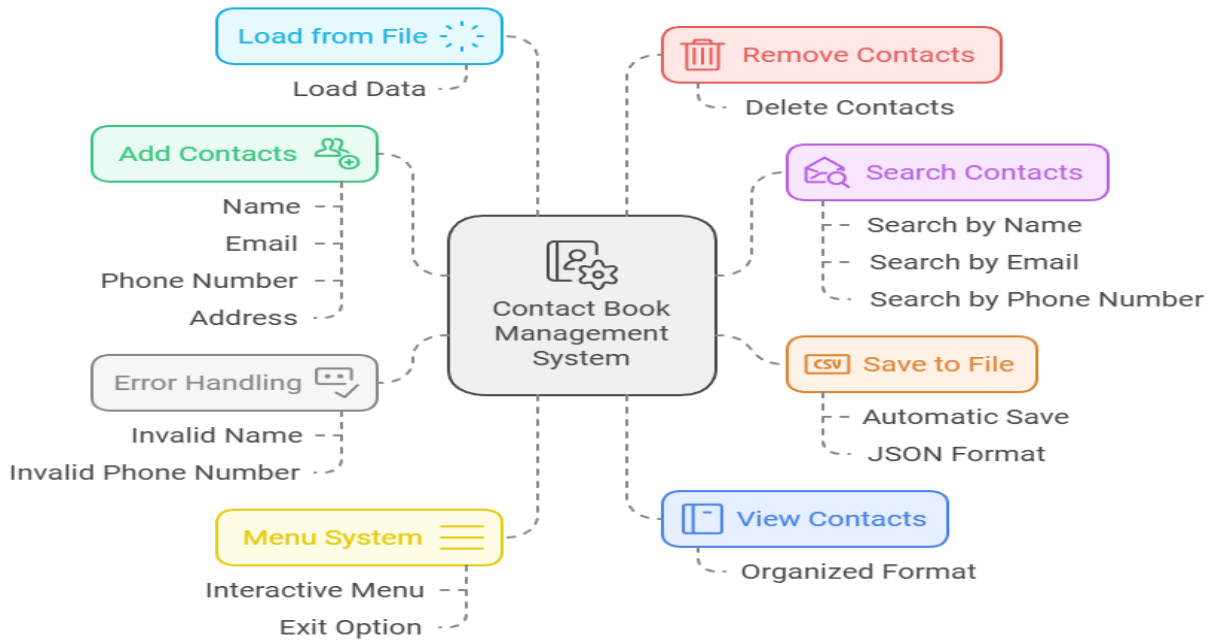 Load from File
Load Data
Add Contacts
Name
Email
Phone Number
Address
Error Handling
Invalid Name
Invalid Phone Number
Menu System
Interactive Menu
Exit Option
Contact Book
Management
System
Remove Contacts
Delete Contacts
Search Contacts
Search by Name
Search by Email
Search by Phone Number
CSV
Save to File
Automatic Save
JSON Format
View Contacts
Organized Format